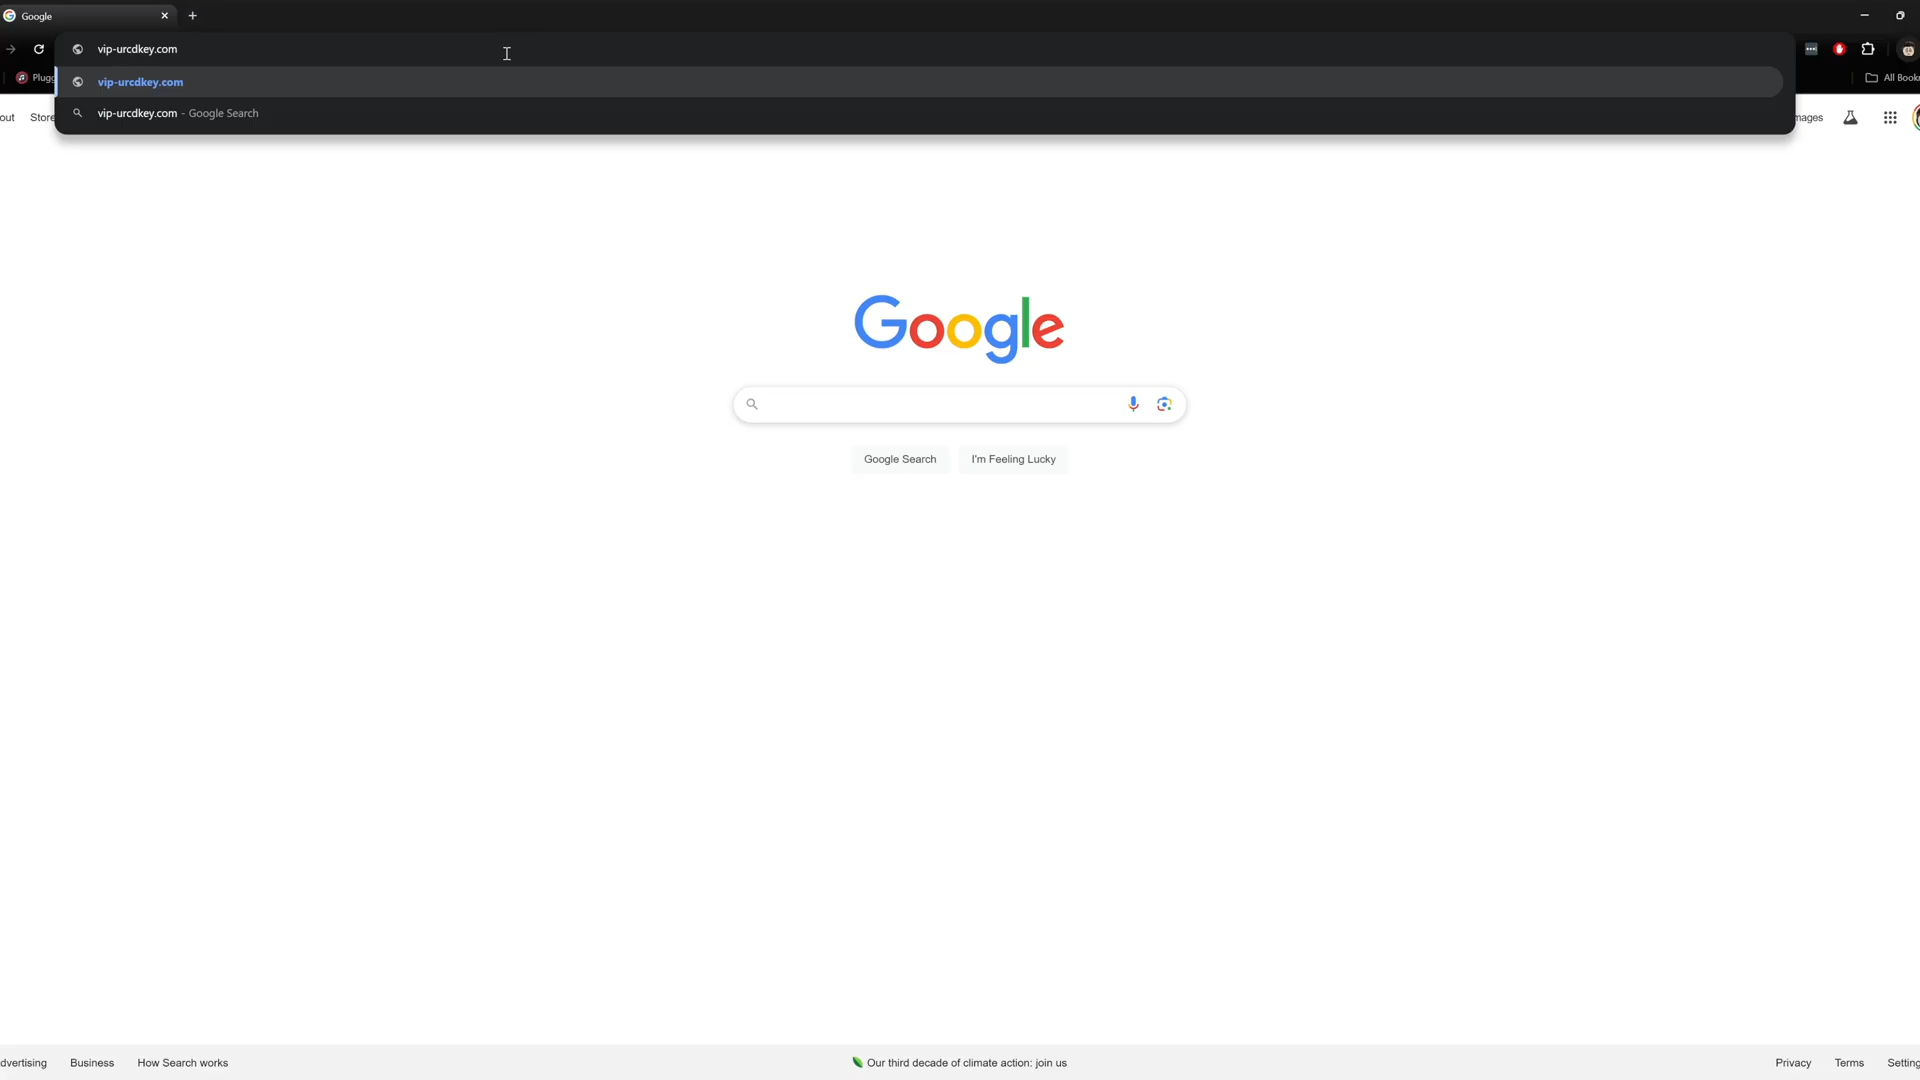 Google
vip-urcdkey.com
Plugg
All Book
vip-urcdkey.com
vip-urcdkey.com - Google Search
out Store
mages
Google
Google Search I'm Feeling Lucky
dvertising Business How Search works
Our third decade of climate action: join us
Privacy Terms Setting